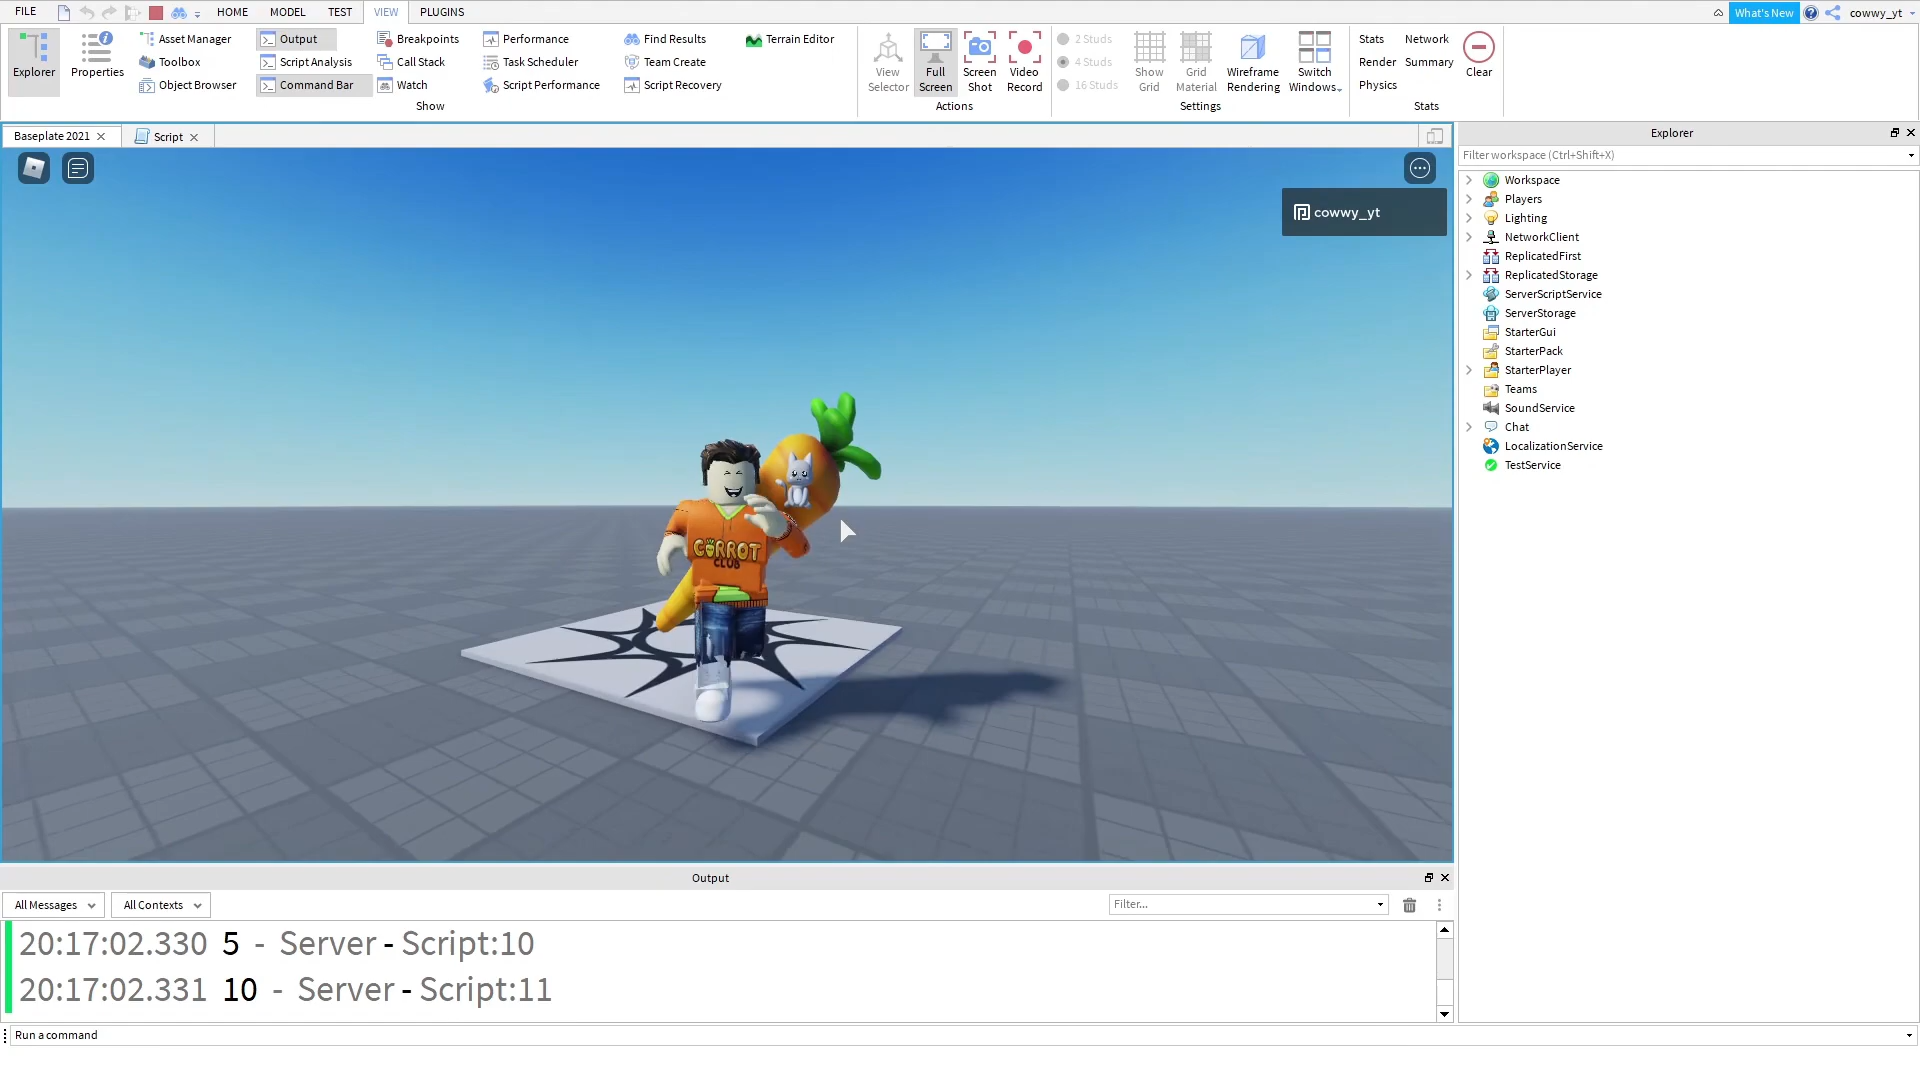 FILE HOME MODEL TEST VIEW PLUGINS What's New cowwy_yt
Asset Manager Output Breakpoints Performance Find Results Terrain Editor Stats Network
Toolbox Script Analysis Call Stack Task Scheduler Team Create Render Summary
Explorer Properties View Selector Full Screen Screen Shot Video Record Show Grid Grid Material Wireframe Rendering Switch Windows... Clear
Object Browser Command Bar Watch Script Performance Script Recovery Physics
2 Studs
4 Studs
16 Studs
Show Actions Settings Stats
Baseplate 2021 Script
Explorer
Filter workspace (Ctrl+Shift+X)
cowwy_yt
CORROT
CLUB
Workspace
Players
Lighting
NetworkClient
ReplicatedFirst
ReplicatedStorage
ServerScriptService
ServerStorage
StarterGui
StarterPack
StarterPlayer
Teams
SoundService
Chat
LocalizationService
TestService
Output
All Messages All Contexts Filter...
20:17:02.330 5 - Server - Script:10
20:17:02.331 10 - Server - Script:11
Run a command